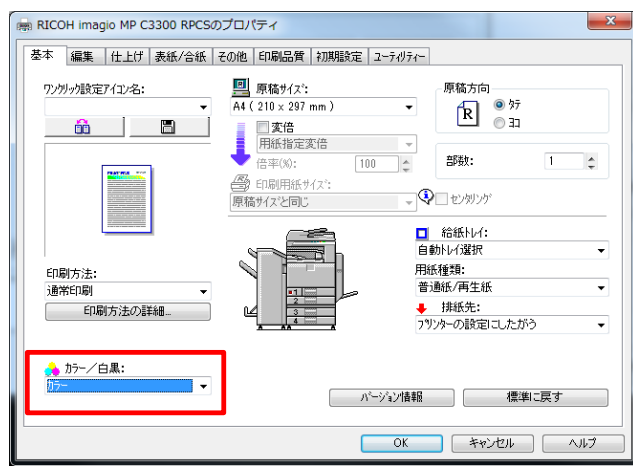 RICOH imagio MP C3300 RPCSのプロパティ
基本 編集 仕上げ 表紙/合紙 その他 印刷品質 初期設定 ユーティリティー
ワンクリック設定アイコン名:
原稿サイズ:
A4 ( 210 x 297 mm )
変倍
用紙指定変倍
倍率(%): 100
印刷用紙サイズ:
原稿サイズと同じ
原稿方向
R
タテ
ヨコ
部数: 1
センタリング
印刷方法:
通常印刷
印刷方法の詳細...
給紙トレイ:
自動トレイ選択
用紙種類:
普通紙/再生紙
排紙先:
プリンターの設定にしたがう
1
2
3
4
カラー/白黒:
カラー
バージョン情報
標準に戻す
OK キャンセル ヘルプ